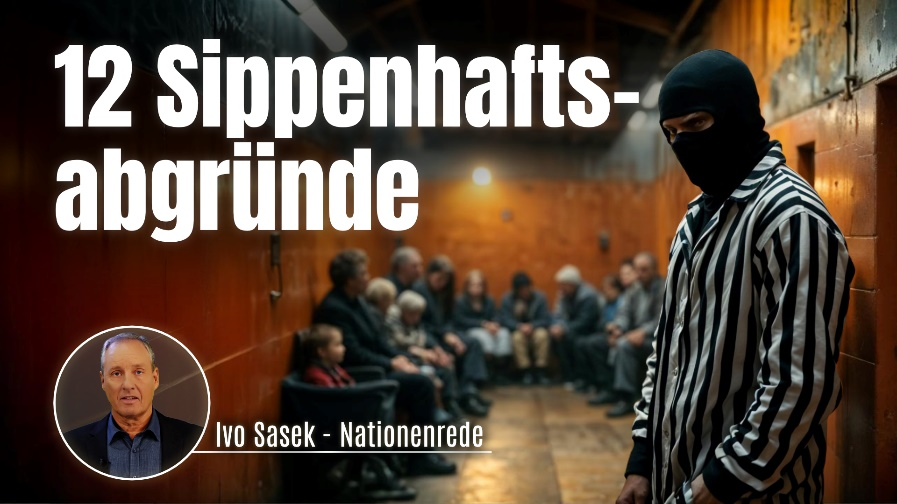 12 Sippenhafts-
abgründe
Ivo Sasek - Nationenrede